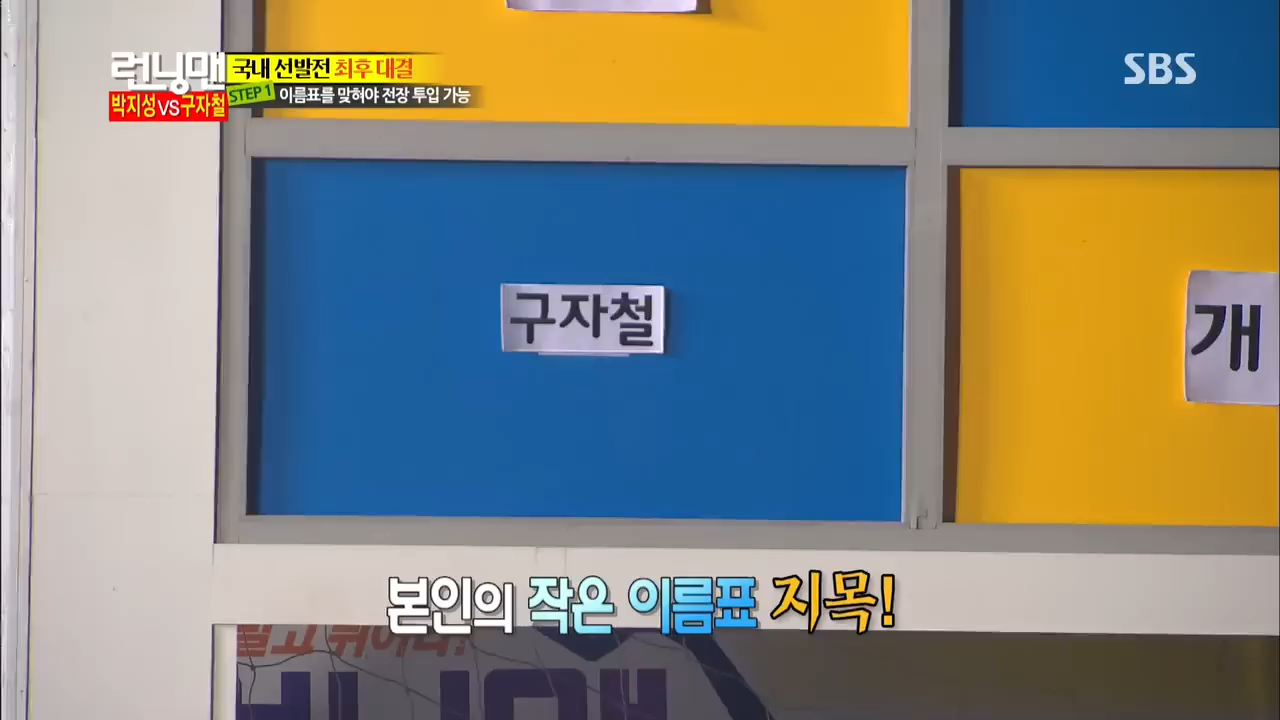 런닝맨 국내 선발전 최후 대결
박지성VS구자철 STEP 1 이름표를 맞혀야 전장 투입 가능
SBS
구자철
개
본인의 작은 이름표 지목!